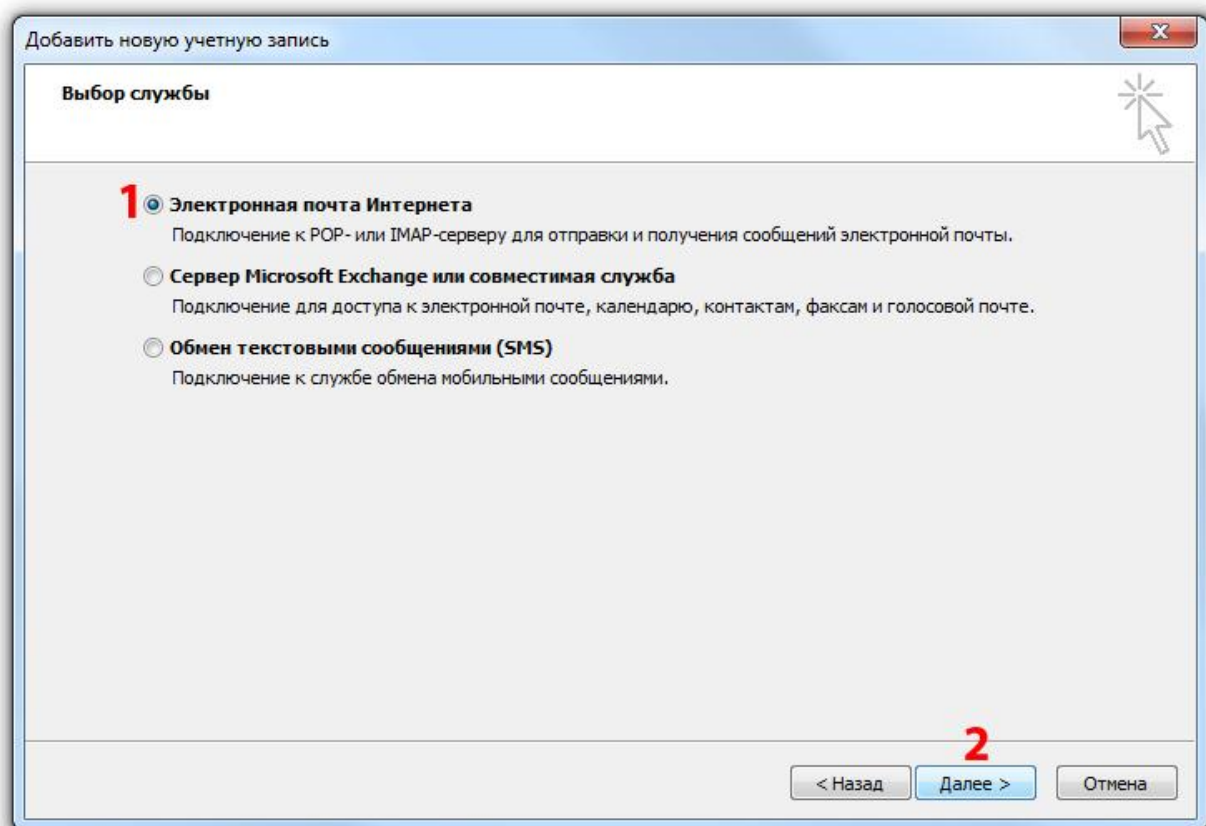 Добавить новую учетную запись
X
Выбор службы
1 Электронная почта Интернета
Подключение к POP- или IMAP-серверу для отправки и получения сообщений электронной почты.
Сервер Microsoft Exchange или совместимая служба
Подключение для доступа к электронной почте, календарю, контактам, факсам и голосовой почте.
Обмен текстовыми сообщениями (SMS)
Подключение к службе обмена мобильными сообщениями.
2
< Назад Далее > Отмена